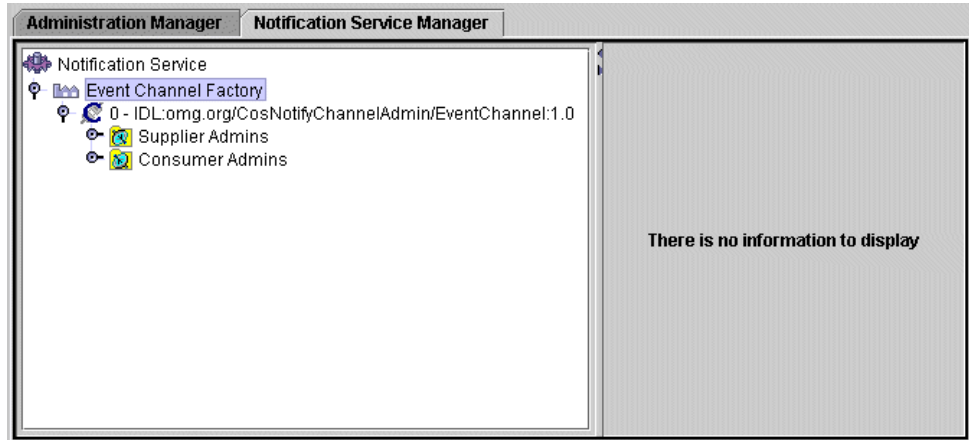 Administration Manager
Notification Service Manager
Notification Service
Event Channel Factory
0 - IDL:omg.org/CosNotifyChannelAdmin/EventChannel:1.0
Supplier Admins
Consumer Admins
There is no information to display